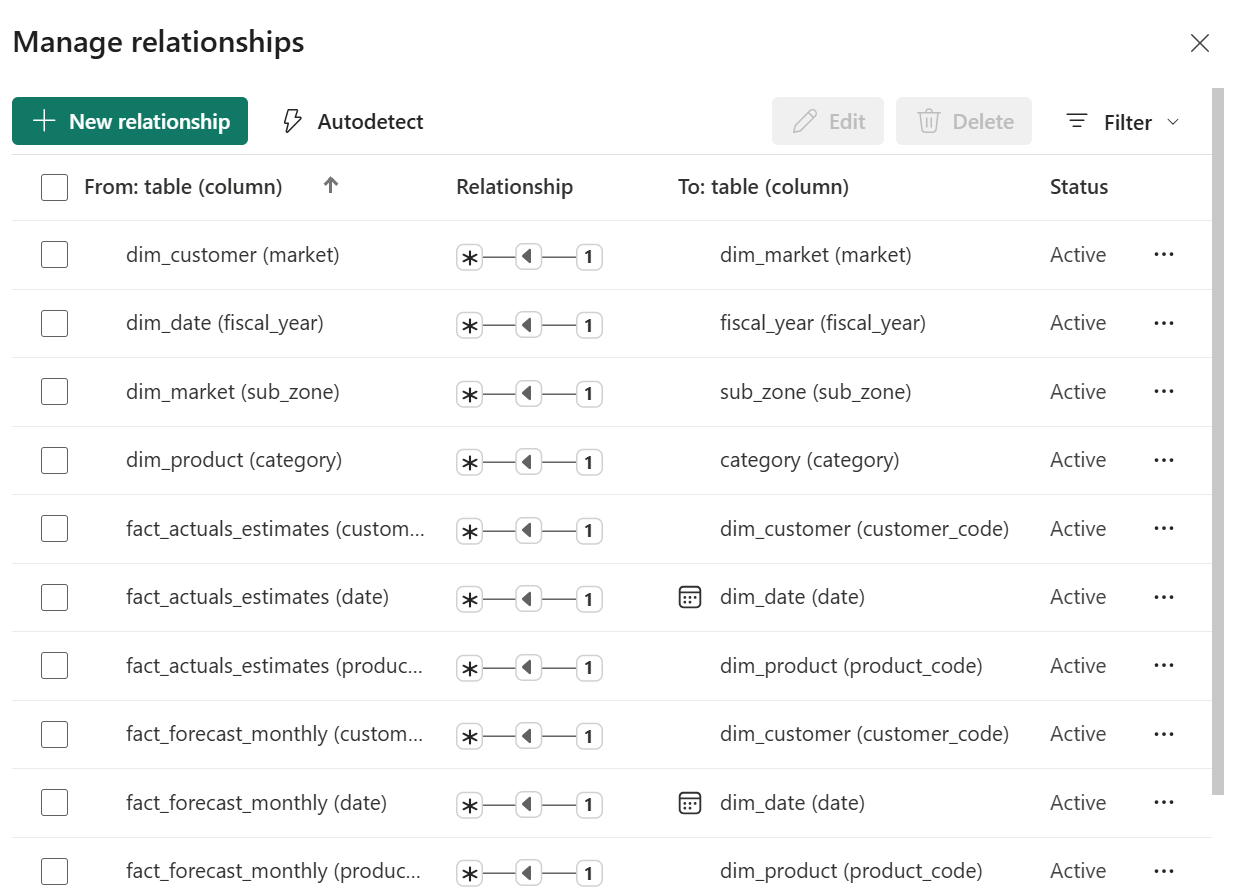 Manage relationships
New relationship Autodetect Edit Delete Filter
From: table (column) Relationship To: table (column) Status
dim_customer (market) * 1 dim_market (market) Active
dim_date (fiscal_year) * 1 fiscal_year (fiscal_year) Active
dim_market (sub_zone) * 1 sub_zone (sub_zone) Active
dim_product (category) * 1 category (category) Active
fact_actuals_estimates (custom... * 1 dim_customer (customer_code) Active
fact_actuals_estimates (date) * 1 dim_date (date) Active
fact_actuals_estimates (produc... * 1 dim_product (product_code) Active
fact_forecast_monthly (custom... * 1 dim_customer (customer_code) Active
fact_forecast_monthly (date) * 1 dim_date (date) Active
fact_forecast_monthly (produc... * 1 dim_product (product_code) Active